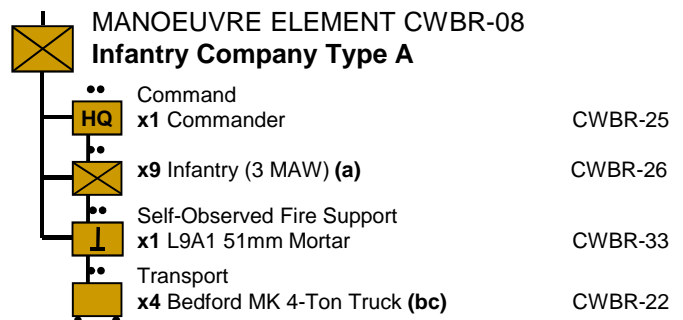 MANOEUVRE ELEMENT CWBR-08
Infantry Company Type A
Command
HQ x1 Commander CWBR-25
x9 Infantry (3 MAW) (a) CWBR-26
Self-Observed Fire Support
x1 L9A1 51mm Mortar CWBR-33
Transport
x4 Bedford MK 4-Ton Truck (bc) CWBR-22